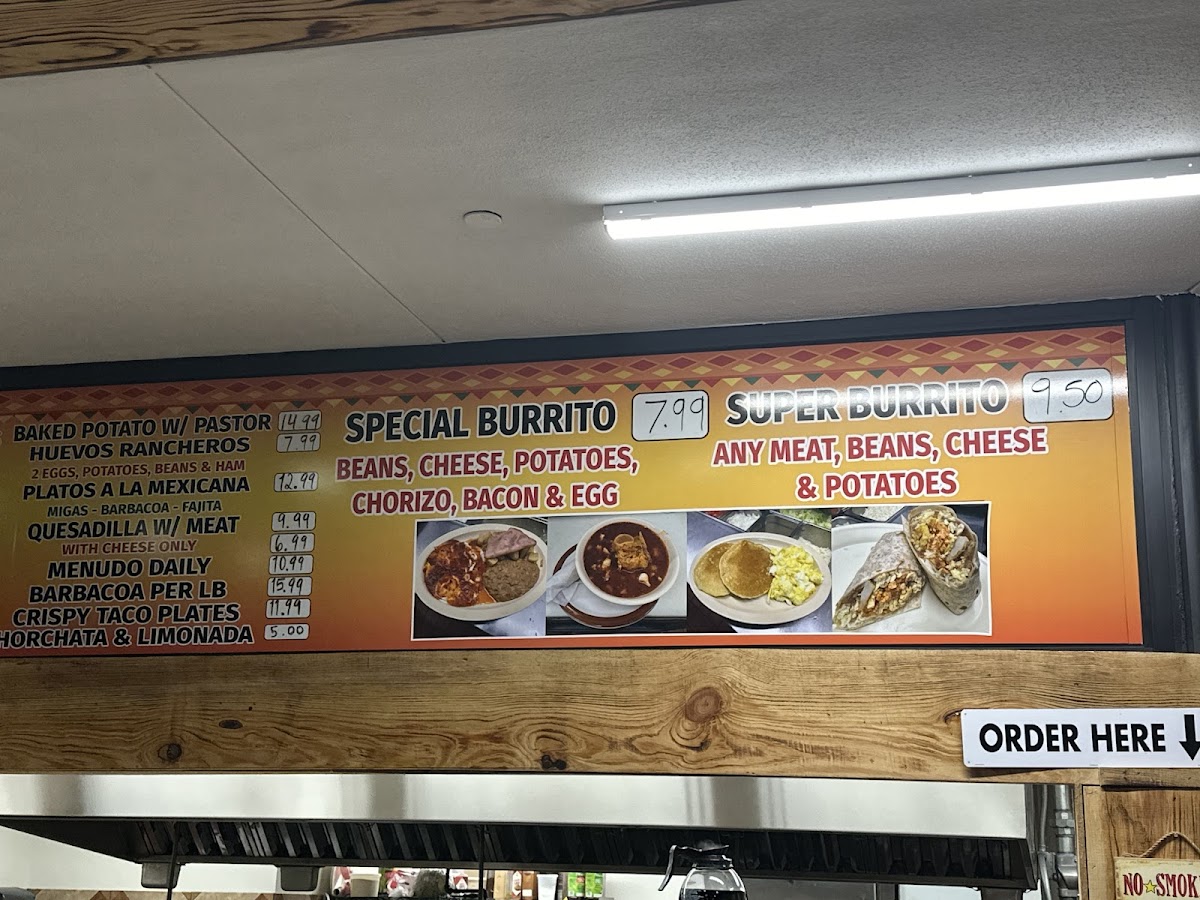 BAKED POTATO W/ PASTOR 14.99
HUEVOS RANCHEROS 7.99
2 EGGS, POTATOES, BEANS & HAM
PLATOS A LA MEXICANA 12.99
MIGAS - BARBACOA - FAJITA
QUESADILLA W/ MEAT 9.99
WITH CHEESE ONLY 6.99
MENUDO DAILY 10.99
BARBACOA PER LB 15.99
CRISPY TACO PLATES 11.99
HORCHATA & LIMONADA 5.00
SPECIAL BURRITO 7.99
BEANS, CHEESE, POTATOES,
CHORIZO, BACON & EGG
SUPER BURRITO 9.50
ANY MEAT, BEANS, CHEESE
& POTATOES
ORDER HERE
NO SMOK